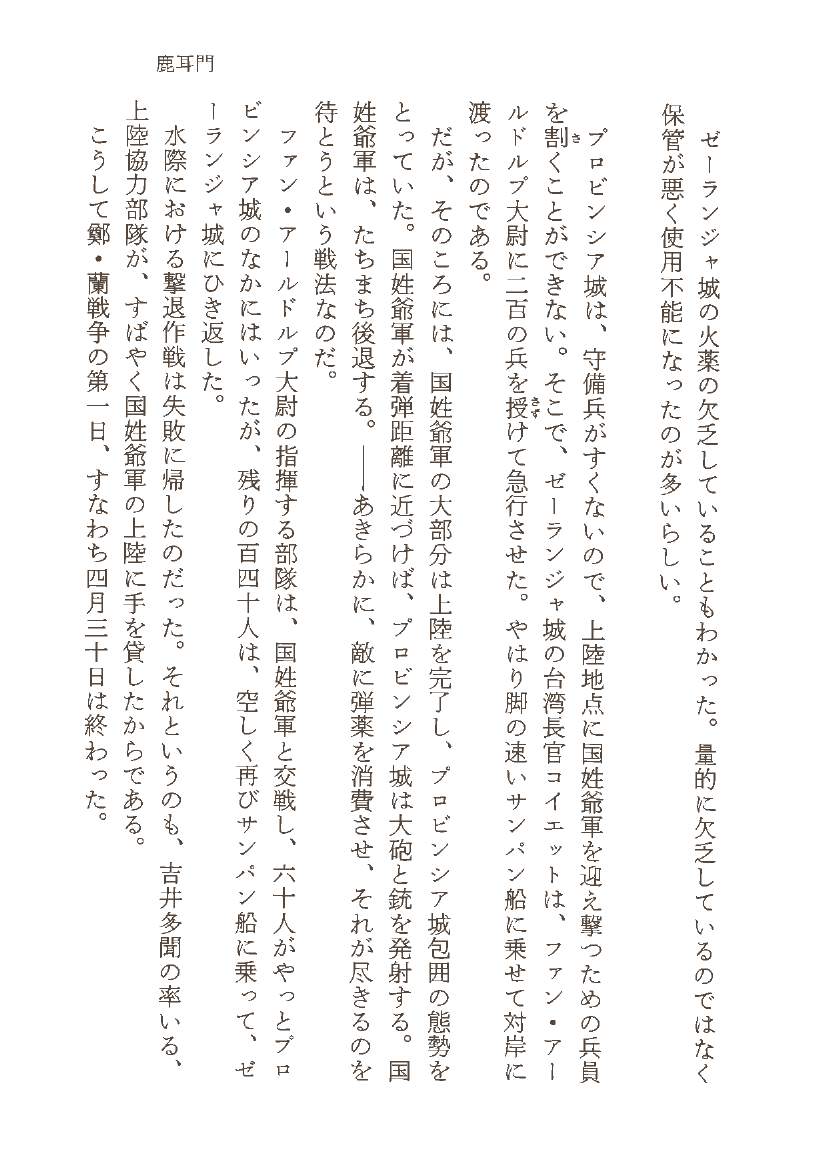 鹿耳門
ゼーランジャ城の火薬の欠乏していることもわかった。量的に欠乏しているのではなく
保管が悪く使用不能になったのが多いらしい。
プロビンシア城は、守備兵がすくないので、上陸地点に国姓爺軍を迎え撃つための兵員
を割くことができない。そこで、ゼーランジャ城の台湾長官コイエットは、ファン・アー
ルドルプ大尉に二百の兵を授けて急行させた。やはり脚の速いサンパン船に乗せて対岸に
渡ったのである。
だが、そのころには、国姓爺軍の大部分は上陸を完了し、プロビンシア城包囲の態勢を
とっていた。国姓爺軍が着弾距離に近づけば、プロビンシア城は大砲と銃を発射する。国
姓爺軍は、たちまち後退する。――あきらかに、敵に弾薬を消費させ、それが尽きるのを
待とうという戦法なのだ。
ファン・アールドルプ大尉の指揮する部隊は、国姓爺軍と交戦し、六十人がやっとプロ
ビンシア城のなかにはいったが、残りの百四十人は、空しく再びサンパン船に乗って、ゼ
ーランジャ城にひき返した。
水際における撃退作戦は失敗に帰したのだった。それというのも、吉井多聞の率いる、
上陸協力部隊が、すばやく国姓爺軍の上陸に手を貸したからである。
こうして鄭・蘭戦争の第一日、すなわち四月三十日は終わった。